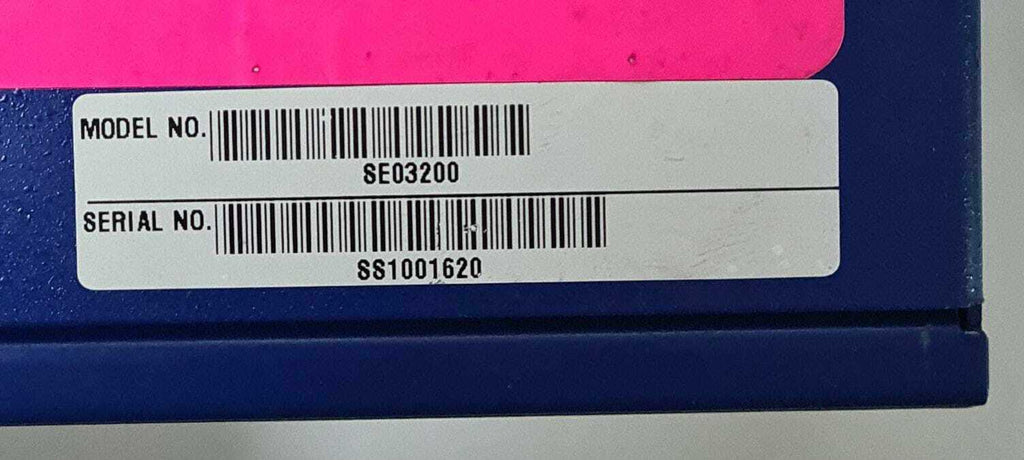 MODEL NO.
SE03200
SERIAL NO.
SS1001620